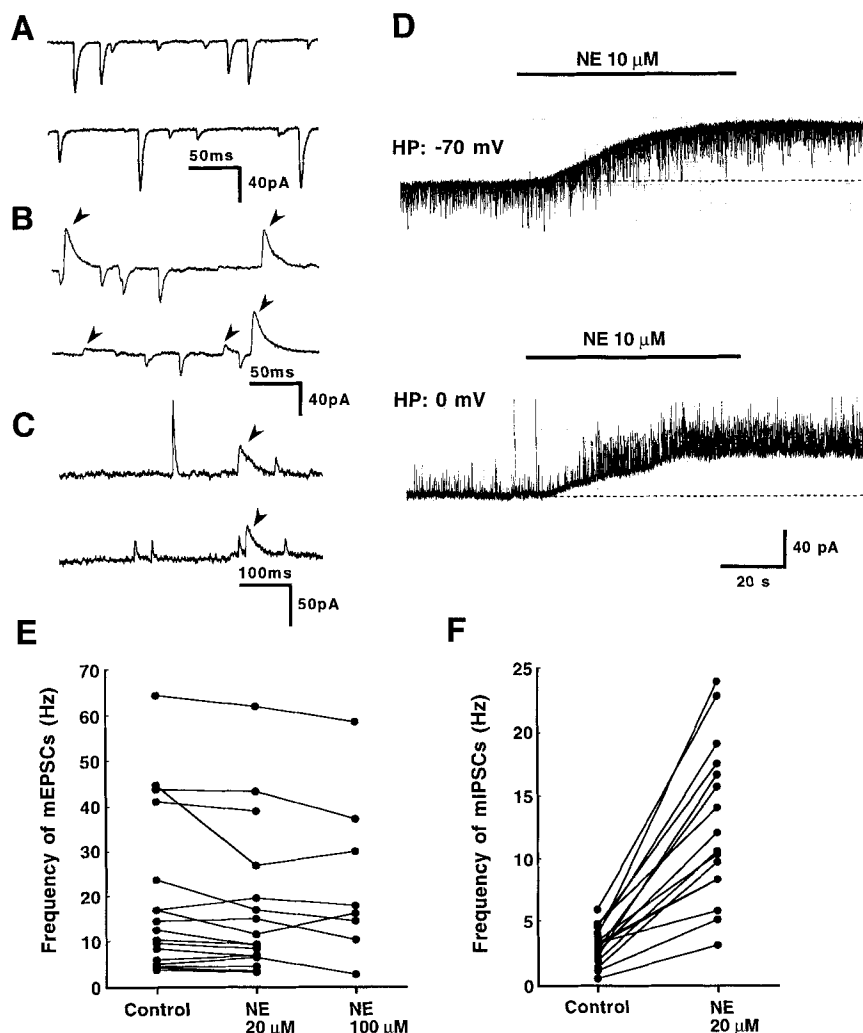 A
50ms
40pA
B
50ms
40pA
C
100ms
50pA
D
NE 10 µM
HP: -70 mV
NE 10 µM
HP: 0 mV
40 pA
20 s
E
Frequency of mEPSCs (Hz)
70
60
50
40
30
20
10
0
Control
NE
20 µM
NE
100 µM
F
Frequency of mIPSCs (Hz)
25
20
15
10
5
0
Control
NE
20 µM